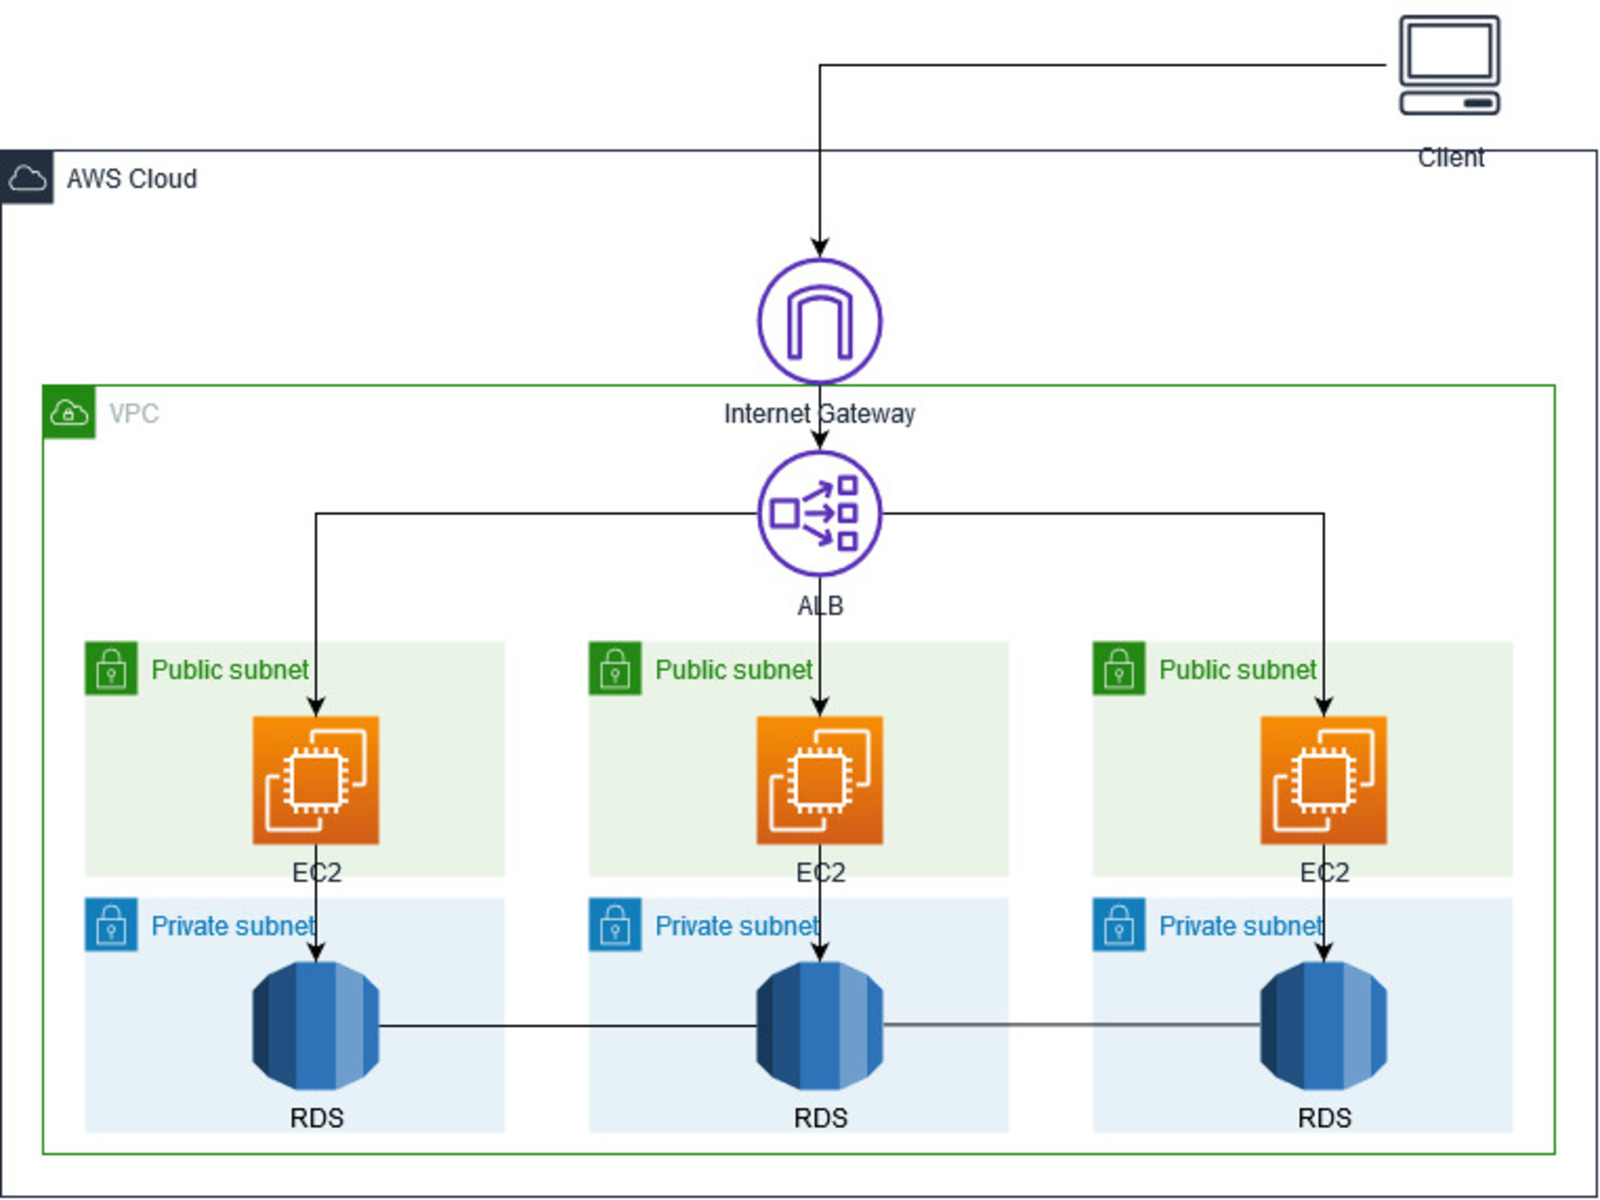 Client
AWS Cloud
VPC
Internet Gateway
ALB
Public subnet
Public subnet
Public subnet
EC2
EC2
EC2
Private subnet
Private subnet
Private subnet
RDS
RDS
RDS